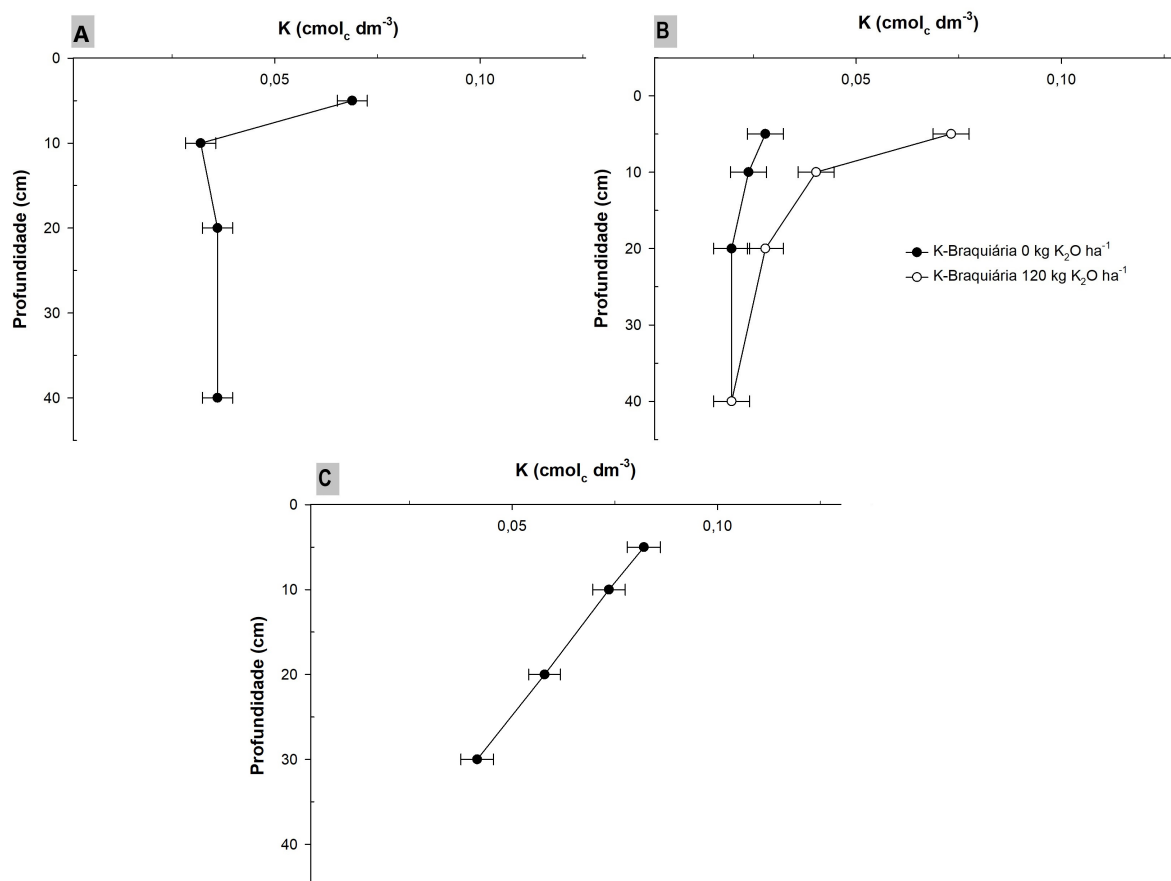 A
K (cmolc dm-3)
0,05
0,10
0
10
20
30
40
Profundidade (cm)
B
K (cmolc dm-3)
0,05
0,10
0
10
20
30
40
Profundidade (cm)
K-Braquiária 0 kg K2O ha-1
K-Braquiária 120 kg K2O ha-1
C
K (cmolc dm-3)
0,05
0,10
0
10
20
30
40
Profundidade (cm)